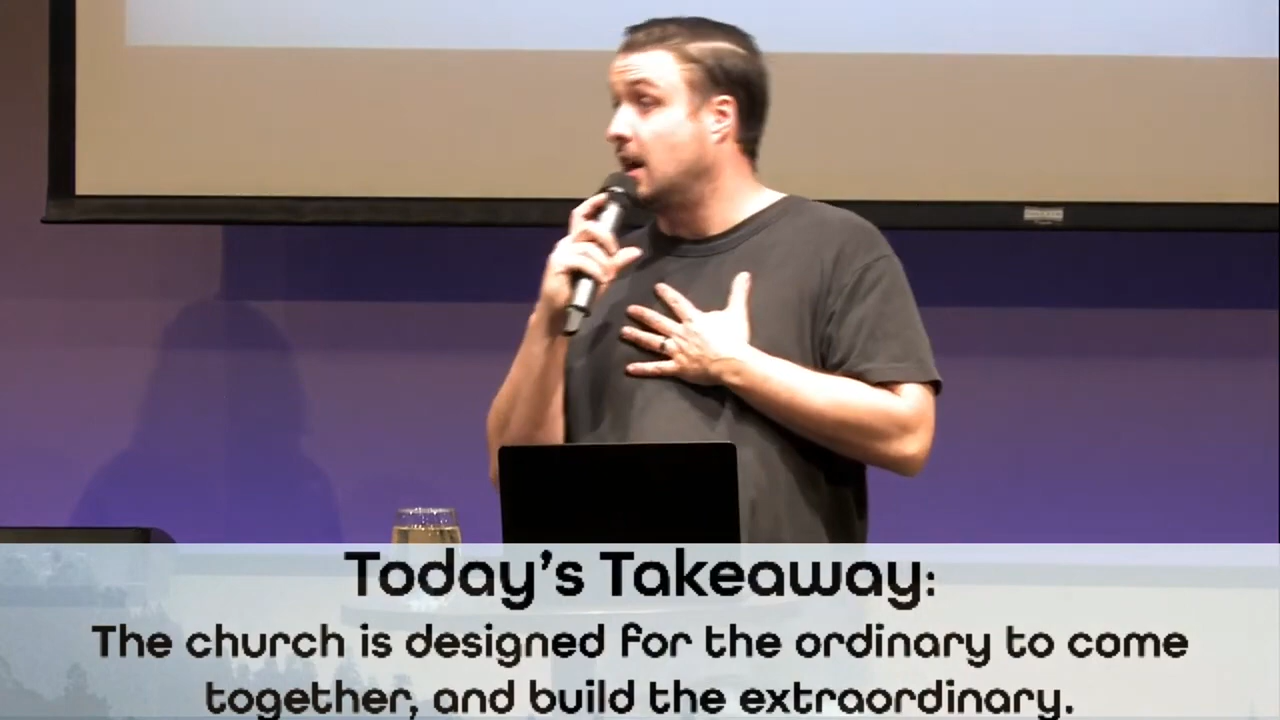 Today's Takeaway:
The church is designed for the ordinary to come
together, and build the extraordinary.